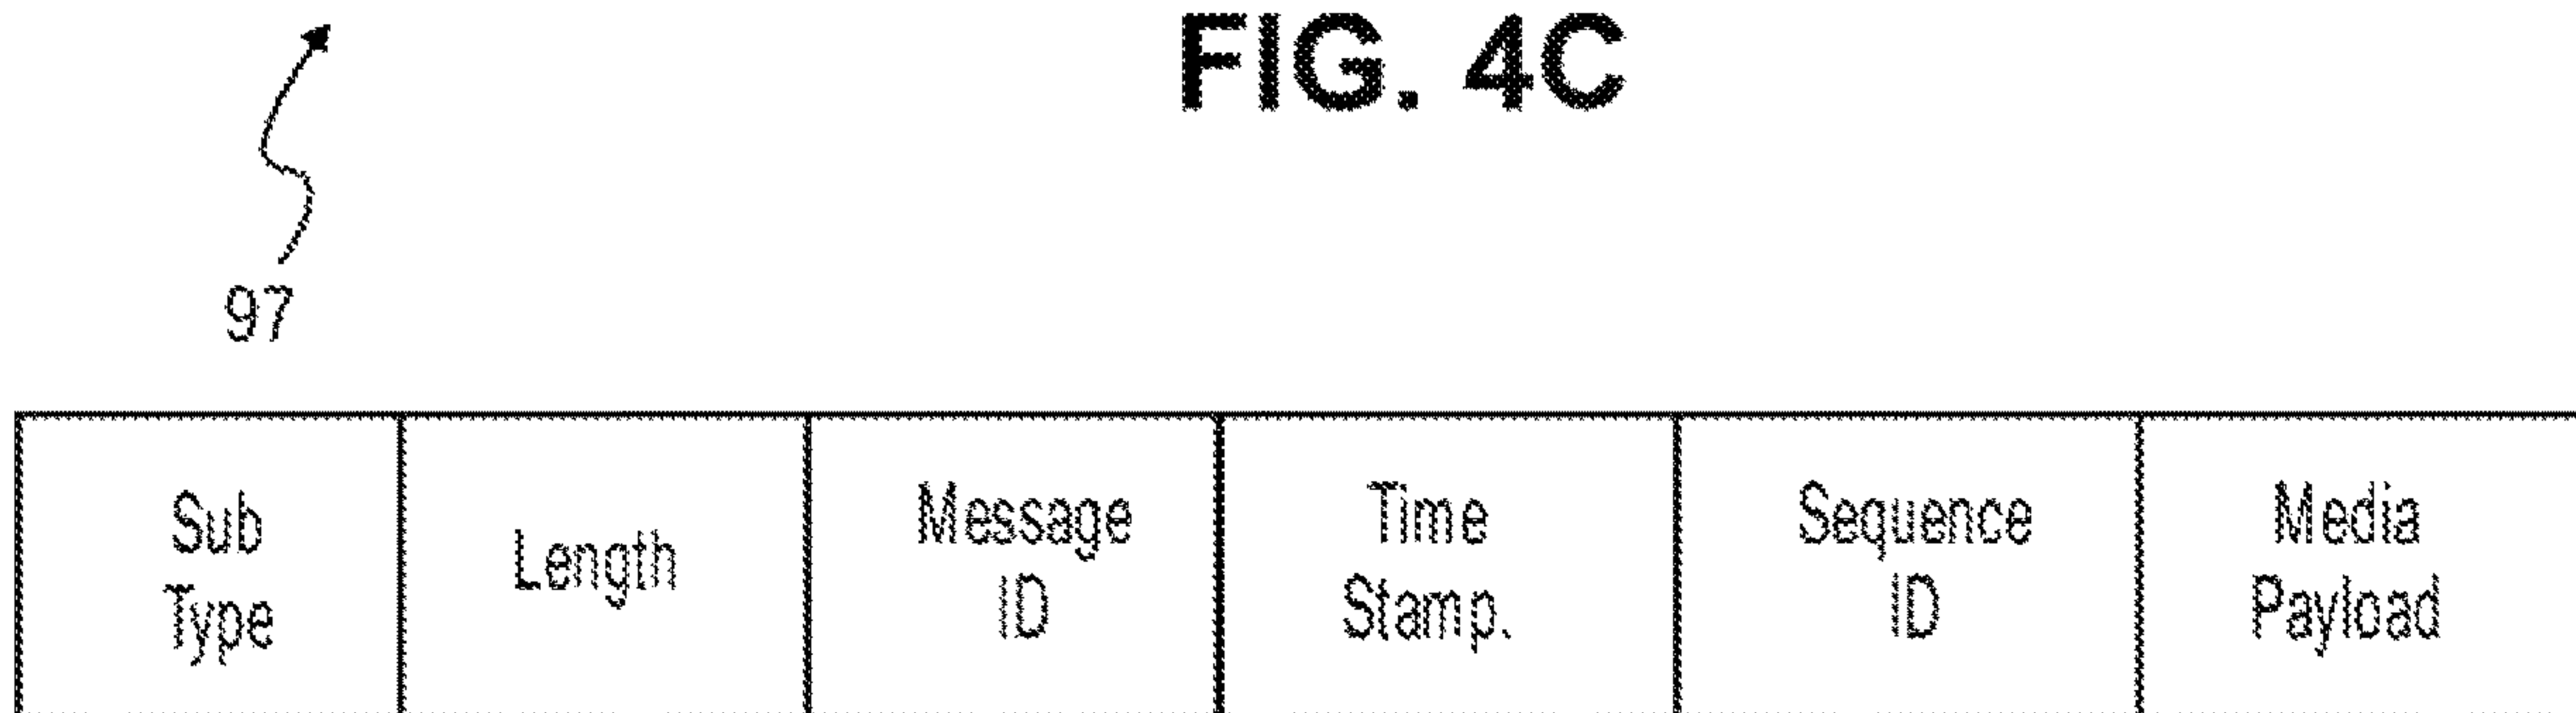 FIG. 4C
97
Sub
Type
Length
Message
ID
Time
Stamp.
Sequence
ID
Media
Payload